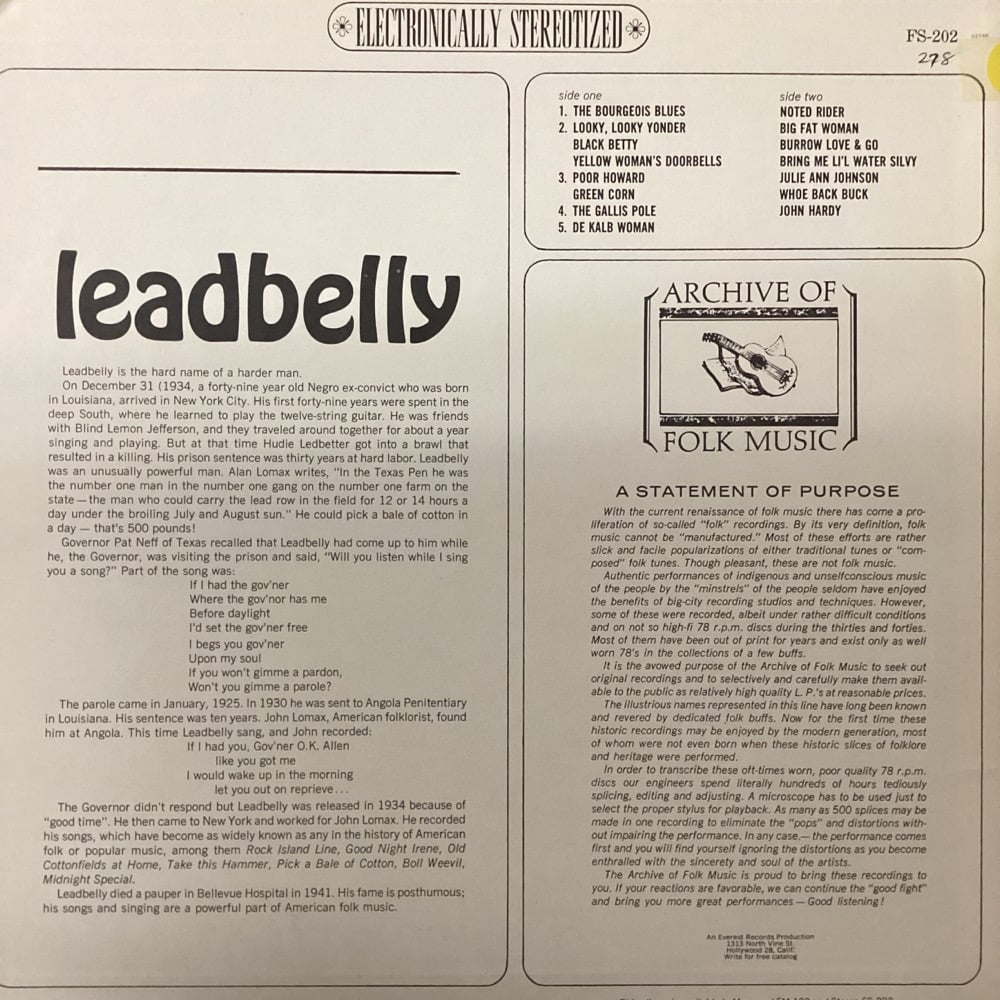 ELECTRONICALLY STEREOTIZED
FS-202
278
side one
1. THE BOURGEOIS BLUES
2. LOOKY, LOOKY YONDER
BLACK BETTY
YELLOW WOMAN'S DOORBELLS
3. POOR HOWARD
GREEN CORN
4. THE GALLIS POLE
5. DE KALB WOMAN
side two
NOTED RIDER
BIG FAT WOMAN
BURROW LOVE & GO
BRING ME LI'L WATER SILVY
JULIE ANN JOHNSON
WHOE BACK BUCK
JOHN HARDY
leadbelly
Leadbelly is the hard name of a harder man.
On December 31 (1934, a forty-nine year old Negro ex-convict who was born
in Louisiana, arrived in New York City. His first forty-nine years were spent in the
deep South, where he learned to play the twelve-string guitar. He was friends
with Blind Lemon Jefferson, and they traveled around together for about a year
singing and playing. But at that time Hudie Ledbetter got into a brawl that
resulted in a killing. His prison sentence was thirty years at hard labor. Leadbelly
was an unusually powerful man. Alan Lomax writes, "In the Texas Pen he was
the number one man in the number one gang on the number one farm on the
state — the man who could carry the lead row in the field for 12 or 14 hours a
day under the broiling July and August sun." He could pick a bale of cotton in
a day — that's 500 pounds!
Governor Pat Neff of Texas recalled that Leadbelly had come up to him while
he, the Governor, was visiting the prison and said, "Will you listen while I sing
you a song?" Part of the song was:
If I had the gov'ner
Where the gov'nor has me
Before daylight
I'd set the gov'ner free
I begs you gov'ner
Upon my soul
If you won't gimme a pardon,
Won't you gimme a parole?
The parole came in January, 1925. In 1930 he was sent to Angola Penitentiary
in Louisiana. His sentence was ten years. John Lomax, American folklorist, found
him at Angola. This time Leadbelly sang, and John recorded:
If I had you, Gov'ner O.K. Allen
like you got me
I would wake up in the morning
let you out on reprieve...
The Governor didn't respond but Leadbelly was released in 1934 because of
"good time". He then came to New York and worked for John Lomax. He recorded
his songs, which have become as widely known as any in the history of American
folk or popular music, among them Rock Island Line, Good Night Irene, Old
Cottonfields at Home, Take this Hammer, Pick a Bale of Cotton, Boll Weevil,
Midnight Special.
Leadbelly died a pauper in Bellevue Hospital in 1941. His fame is posthumous;
his songs and singing are a powerful part of American folk music.
ARCHIVE OF
FOLK MUSIC
A STATEMENT OF PURPOSE
With the current renaissance of folk music there has come a pro-
liferation of so-called "folk" recordings. By its very definition, folk
music cannot be "manufactured." Most of these efforts are rather
slick and facile popularizations of either traditional tunes or "com-
posed" folk tunes. Though pleasant, these are not folk music.
Authentic performances of indigenous and unselfconscious music
of the people by the "minstrels" of the people seldom have enjoyed
the benefits of big-city recording studios and techniques. However,
some of these were recorded, albeit under rather difficult conditions
and on not so high-fi 78 r.p.m. discs during the thirties and forties.
Most of them have been out of print for years and exist only as well
worn 78's in the collections of a few buffs.
It is the avowed purpose of the Archive of Folk Music to seek out
original recordings and to selectively and carefully make them avail-
able to the public as relatively high quality L. P.'s at reasonable prices.
The illustrious names represented in this line have long been known
and revered by dedicated folk buffs. Now for the first time these
historic recordings may be enjoyed by the modern generation, most
of whom were not even born when these historic slices of folklore
and heritage were performed.
In order to transcribe these oft-times worn, poor quality 78 r.p.m.
discs our engineers spend literally hundreds of hours tediously
splicing, editing and adjusting. A microscope has to be used just to
select the proper stylus for playback. As many as 500 splices may be
made in one recording to eliminate the "pops" and distortions with-
out impairing the performance. In any case.— the performance comes
first and you will find yourself ignoring the distortions as you become
enthralled with the sincerety and soul of the artists.
The Archive of Folk Music is proud to bring these recordings to
you. If your reactions are favorable, we can continue the "good fight"
and bring you more great performances — Good listening!
An Everest Records Production
1313 North Vine St.
Hollywood 28, Calif.
Write for free catalog